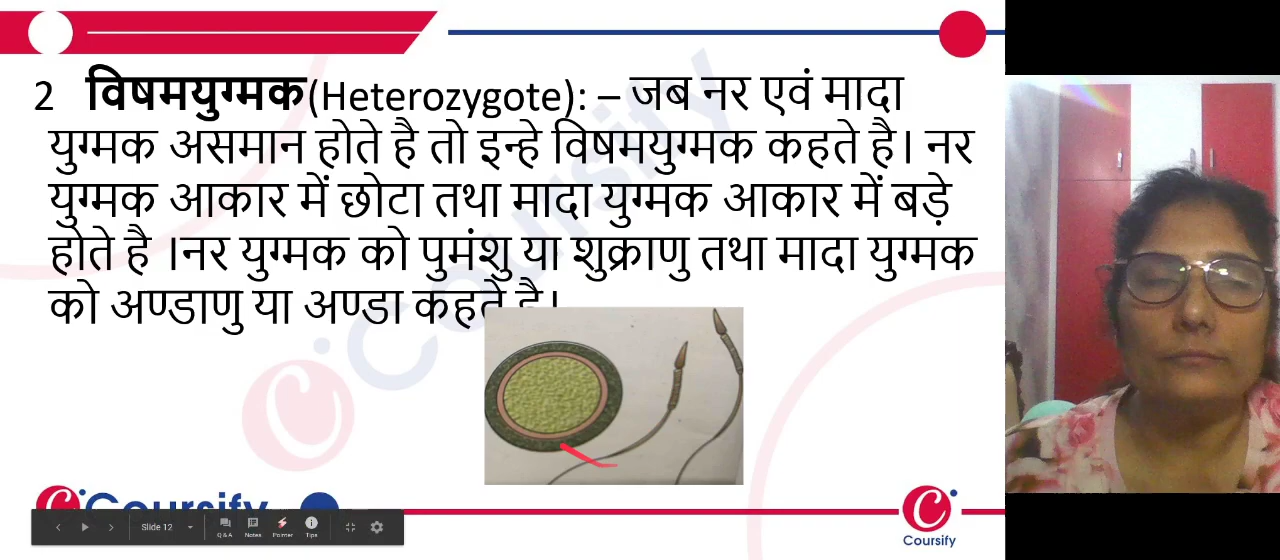 2 विषमयुग्मक(Heterozygote): – जब नर एवं मादा
युग्मक असमान होते है तो इन्हे विषमयुग्मक कहते है। नर
युग्मक आकार में छोटा तथा मादा युग्मक आकार में बड़े
होते है ।नर युग्मक को पुमंशु या शुक्राणु तथा मादा युग्मक
को अण्डाणु या अण्डा कहते है।
Coursify
Coursify
Coursify
Slide 12
Q&A Notes Pointer Tips